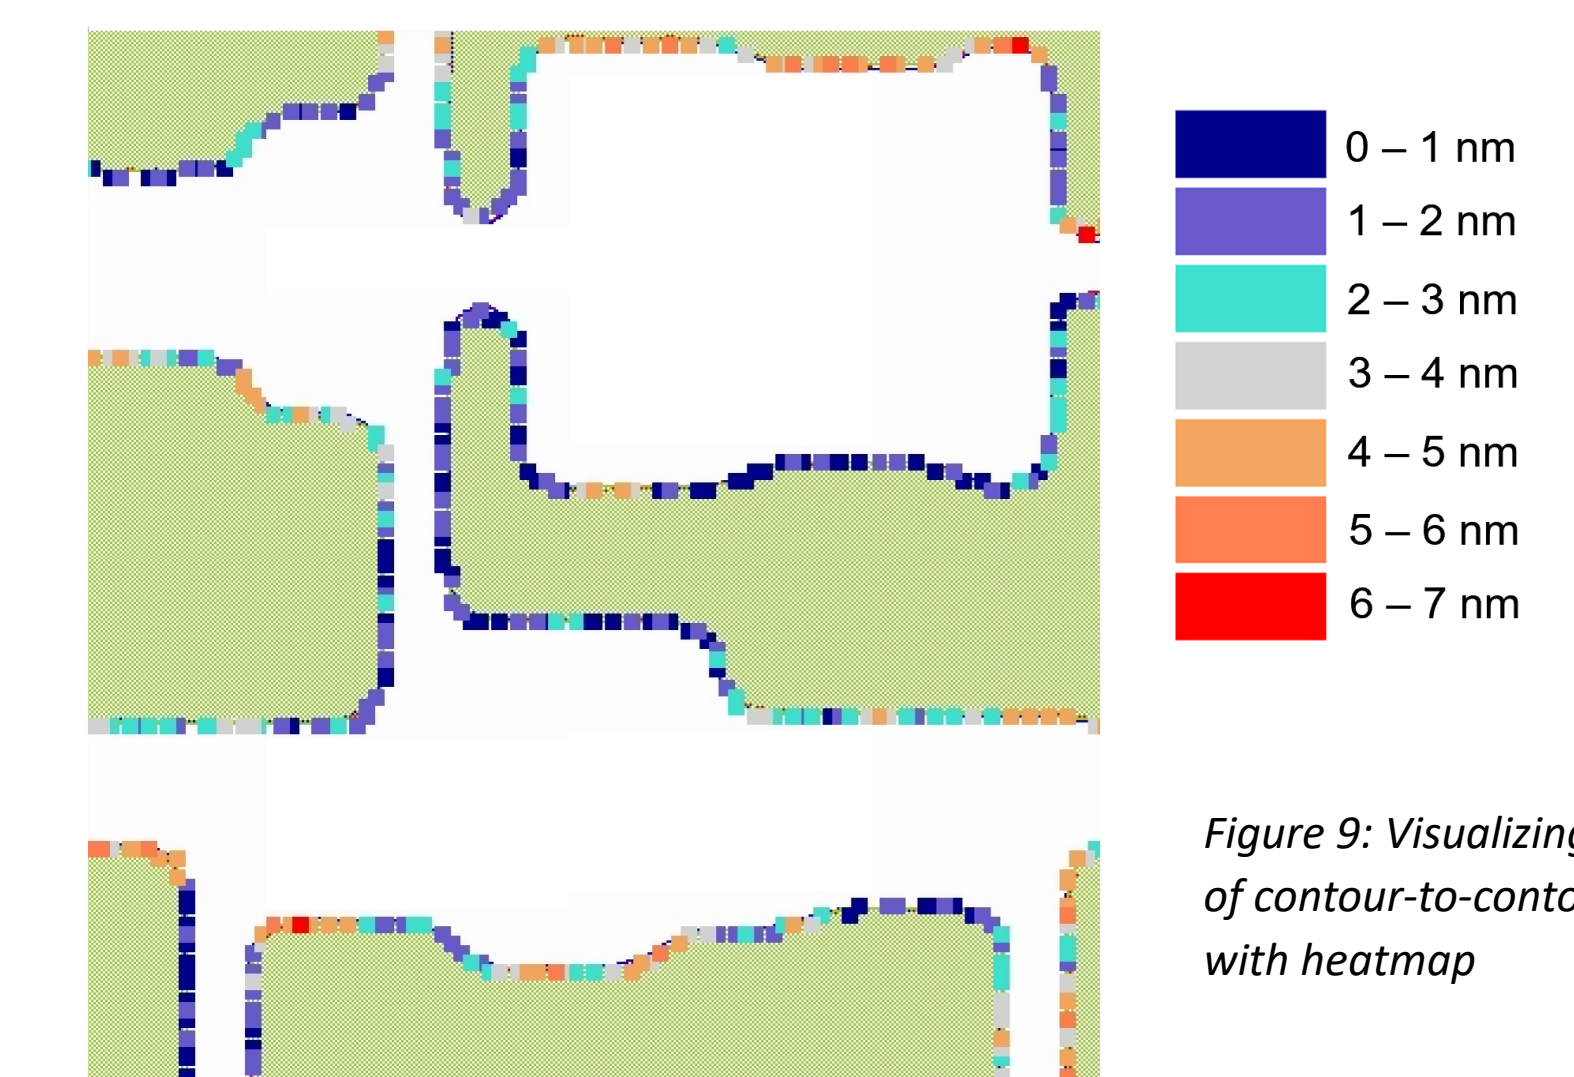 0 – 1 nm
1 – 2 nm
2 – 3 nm
3 – 4 nm
4 – 5 nm
5 – 6 nm
6 – 7 nm
Figure 9: Visualizing
of contour-to-conto
with heatmap